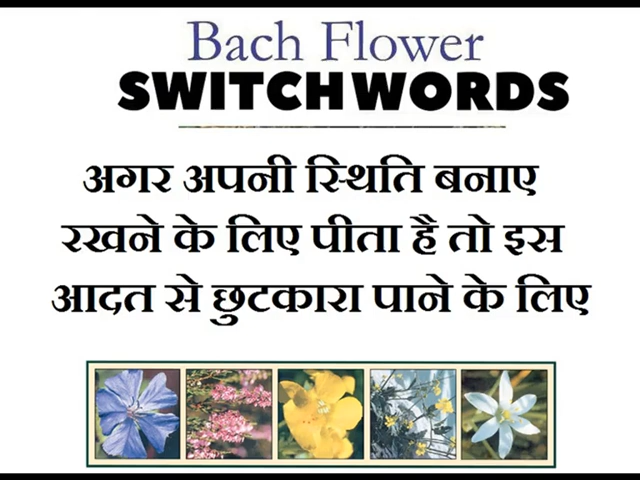 Bach Flower
SWITCHWORDS
अगर अपनी स्थिति बनाए
रखने के लिए पीता है तो इस
आदत से छुटकारा पाने के लिए